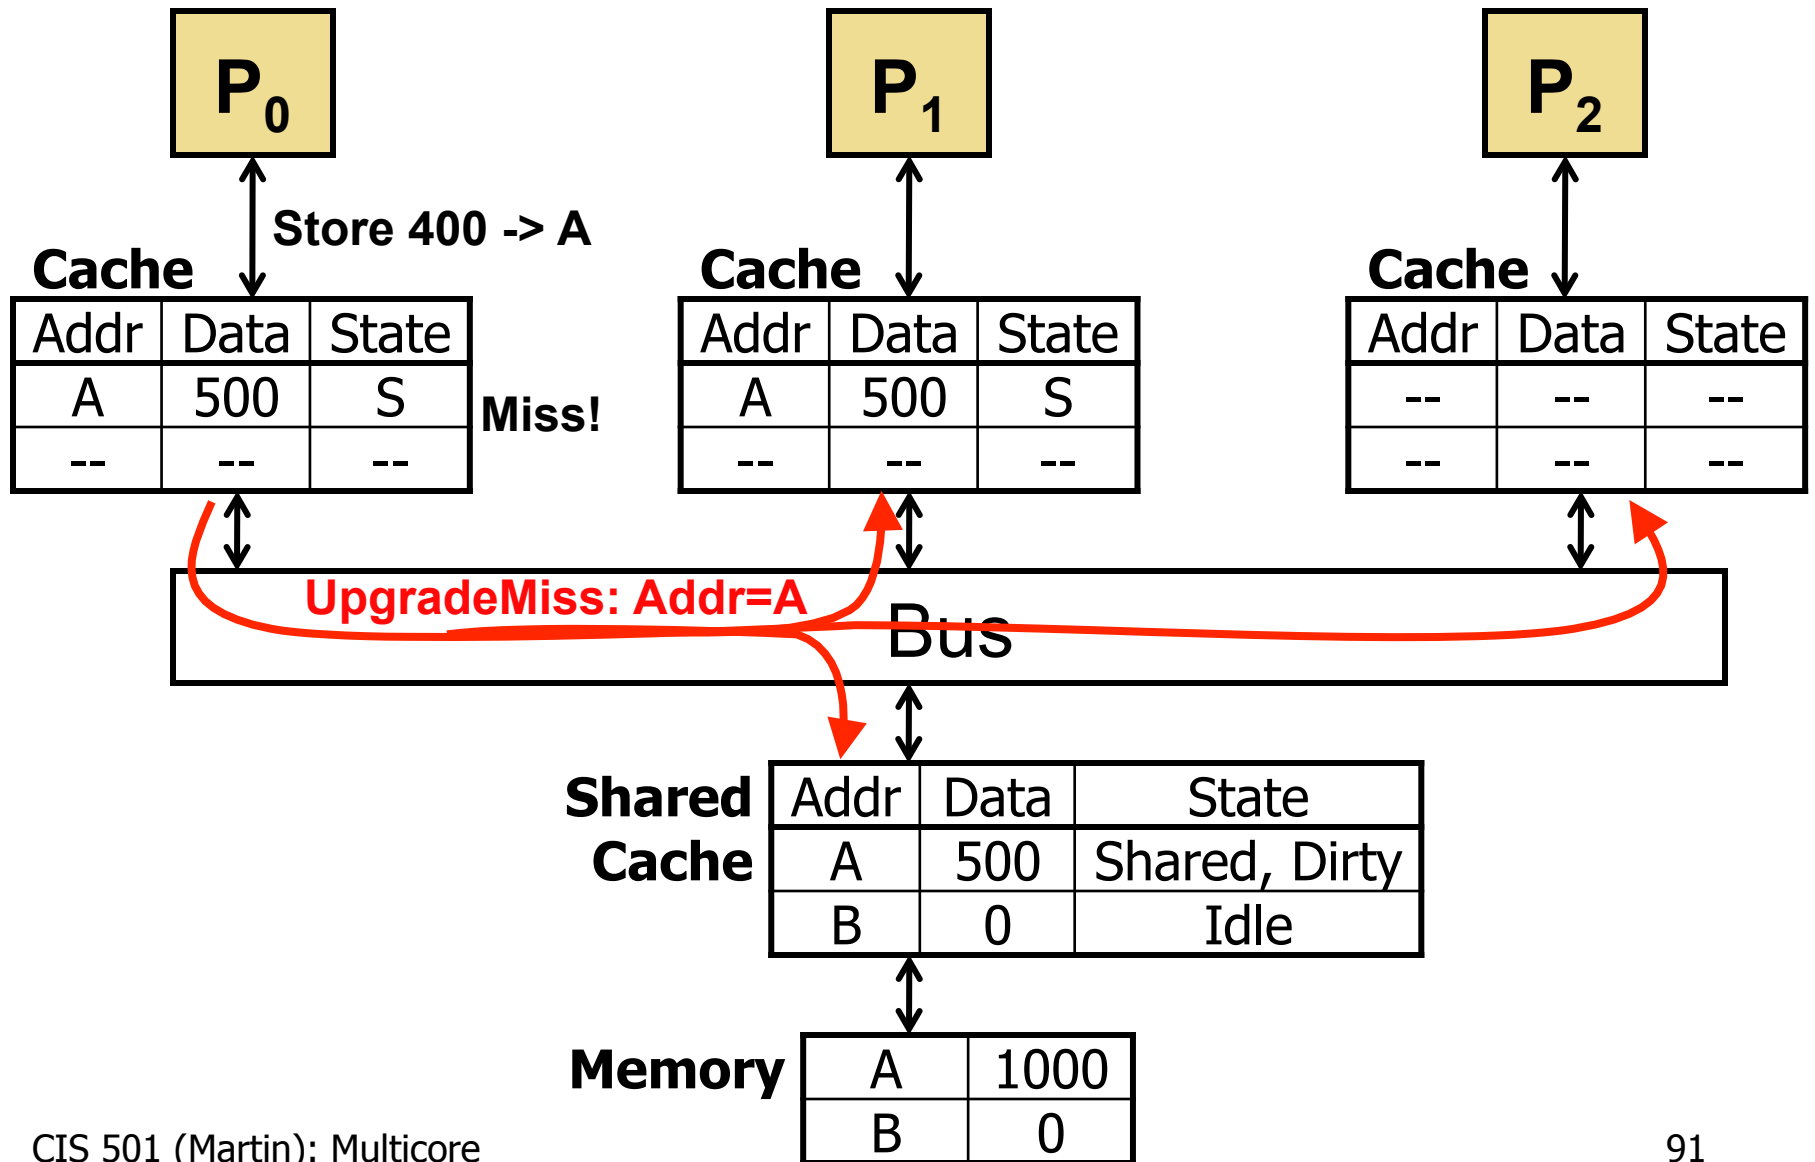 P0 P1 P2
Store 400 -> A
Cache Cache Cache
Addr Data State Addr Data State Addr Data State
A 500 S Miss! A 500 S -- -- --
-- -- -- -- -- -- -- -- --
UpgradeMiss: Addr=A
Bus
Shared Addr Data State
Cache A 500 Shared, Dirty
B 0 Idle
Memory A 1000
B 0
CIS 501 (Martin): Multicore 91